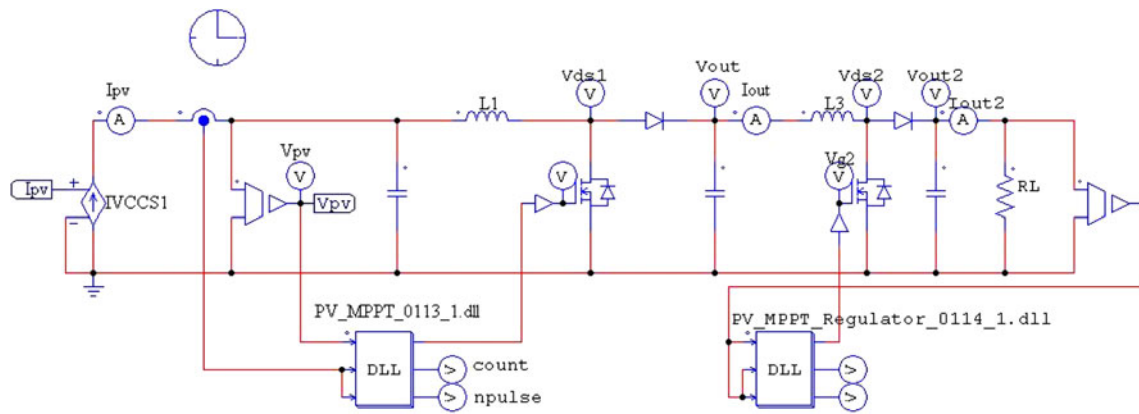 Vds1
Vout
Iout
Vds2
Vout2
Iout2
Ipv
A
L1
V
V
A
L3
V
V
A
Vpv
V
V
Vg2
V
RL
Ipv
+
-
IVCCS1
Vpv
PV_MPPT_0113_1.dll
PV_MPPT_Regulator_0114_1.dll
DLL
count
npulse
DLL
V
V
V
V